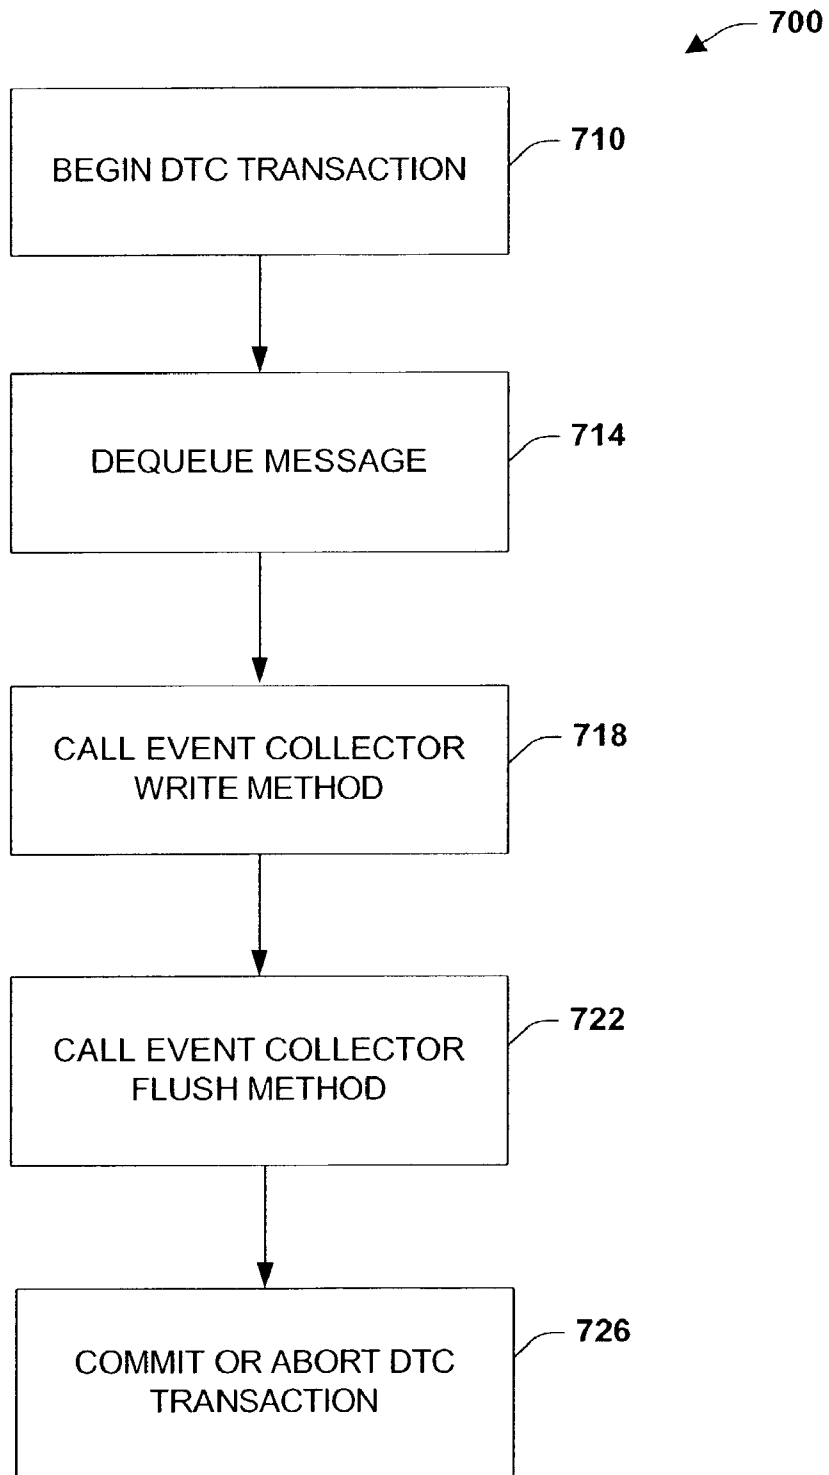 700
BEGIN DTC TRANSACTION
710
DEQUEUE MESSAGE
714
CALL EVENT COLLECTOR
WRITE METHOD
718
CALL EVENT COLLECTOR
FLUSH METHOD
722
COMMIT OR ABORT DTC
TRANSACTION
726